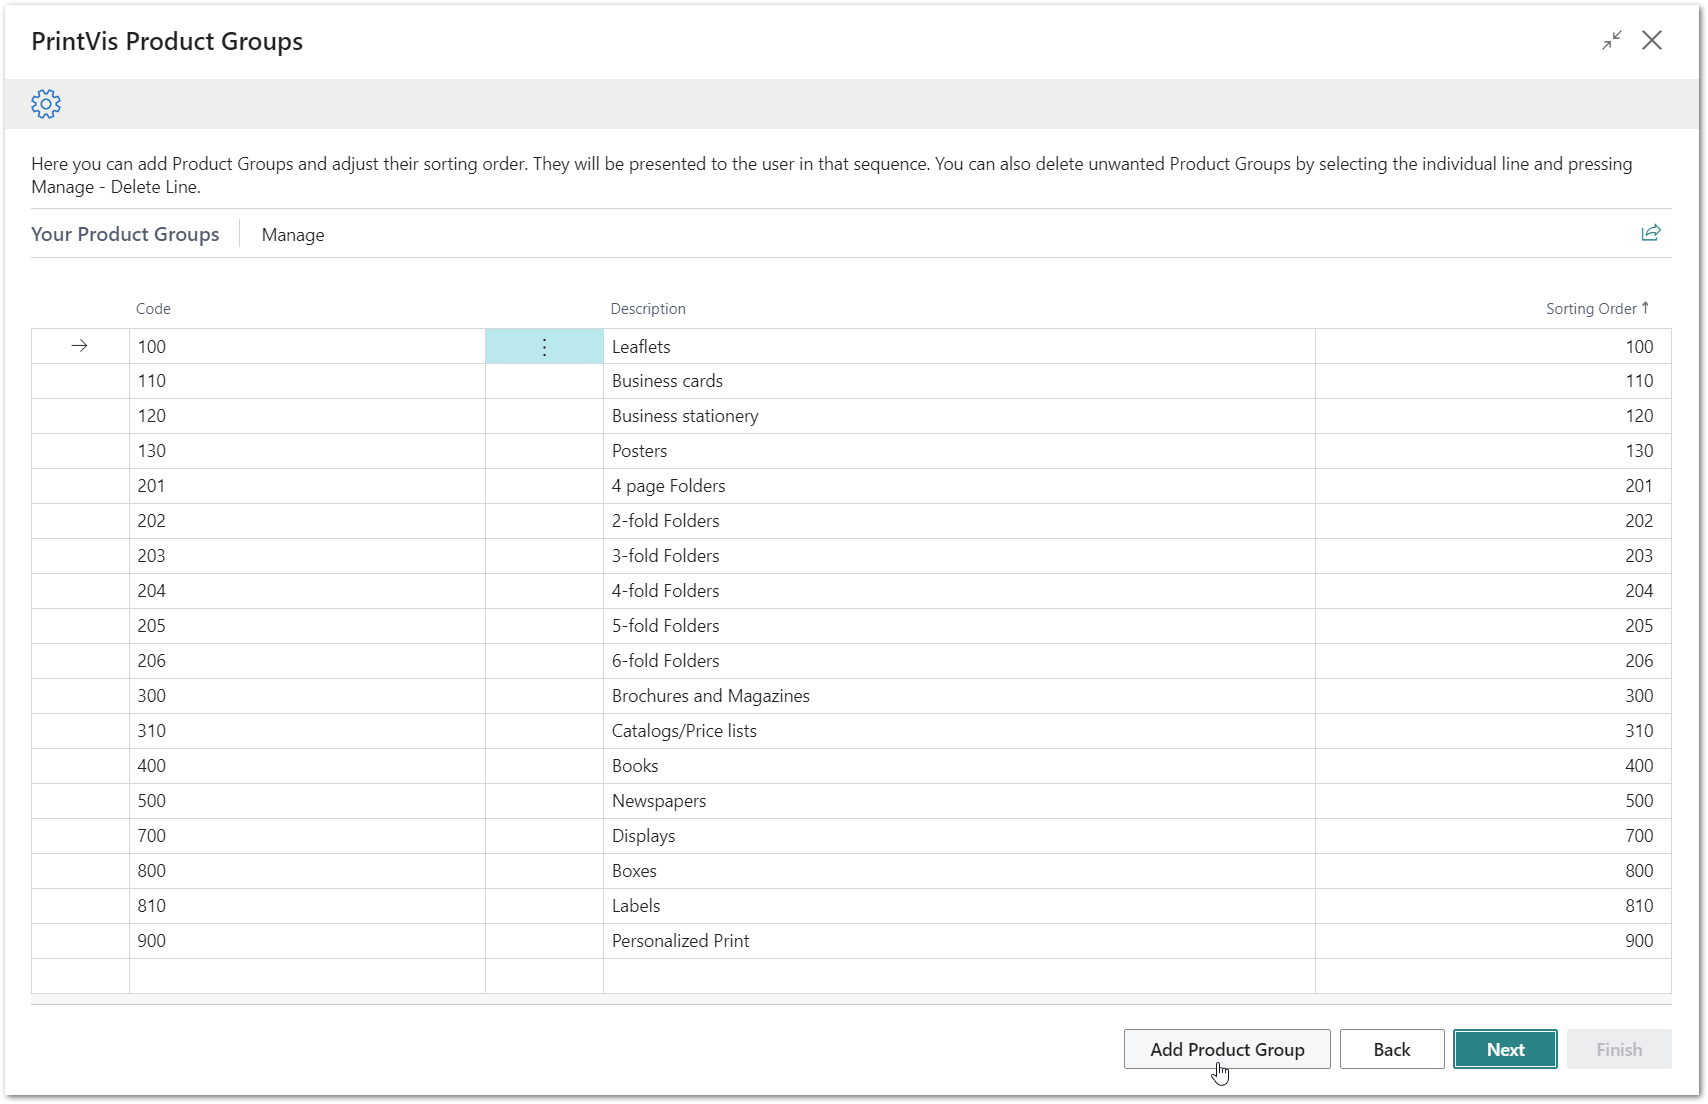 PrintVis Product Groups
Here you can add Product Groups and adjust their sorting order. They will be presented to the user in that sequence. You can also delete unwanted Product Groups by selecting the individual line and pressing
Manage - Delete Line.
Your Product Groups Manage
Code Description Sorting Order ↑
→ 100 ⋮ Leaflets 100
110 Business cards 110
120 Business stationery 120
130 Posters 130
201 4 page Folders 201
202 2-fold Folders 202
203 3-fold Folders 203
204 4-fold Folders 204
205 5-fold Folders 205
206 6-fold Folders 206
300 Brochures and Magazines 300
310 Catalogs/Price lists 310
400 Books 400
500 Newspapers 500
700 Displays 700
800 Boxes 800
810 Labels 810
900 Personalized Print 900
Add Product Group Back Next Finish